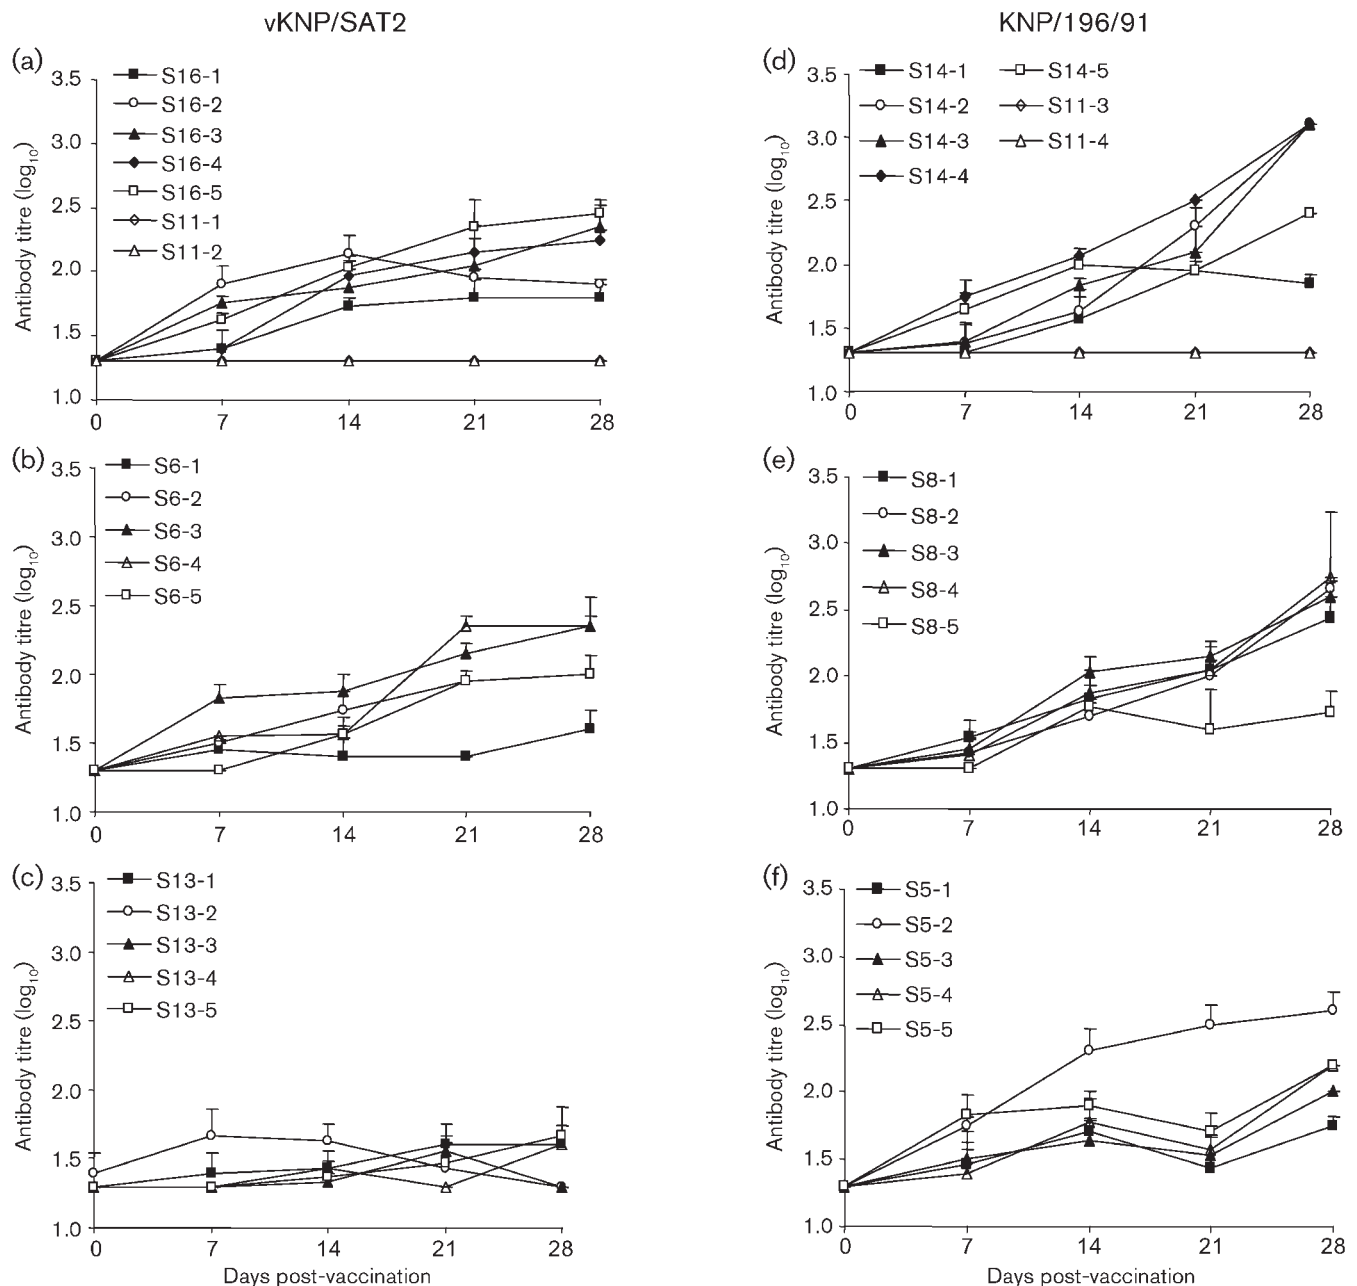 vKNP/SAT2
KNP/196/91
(a)
S16-1
S16-2
S16-3
S16-4
S16-5
S11-1
S11-2
Antibody titre (log10)
3.5
3.0
2.5
2.0
1.5
1.0
0 7 14 21 28
(d)
S14-1 S14-5
S14-2 S11-3
S14-3 S11-4
S14-4
Antibody titre (log10)
3.5
3.0
2.5
2.0
1.5
1.0
0 7 14 21 28
(b)
S6-1
S6-2
S6-3
S6-4
S6-5
Antibody titre (log10)
3.5
3.0
2.5
2.0
1.5
1.0
0 7 14 21 28
(e)
S8-1
S8-2
S8-3
S8-4
S8-5
Antibody titre (log10)
3.5
3.0
2.5
2.0
1.5
1.0
0 7 14 21 28
(c)
S13-1
S13-2
S13-3
S13-4
S13-5
Antibody titre (log10)
3.5
3.0
2.5
2.0
1.5
1.0
0 7 14 21 28
Days post-vaccination
(f)
S5-1
S5-2
S5-3
S5-4
S5-5
Antibody titre (log10)
3.5
3.0
2.5
2.0
1.5
1.0
0 7 14 21 28
Days post-vaccination